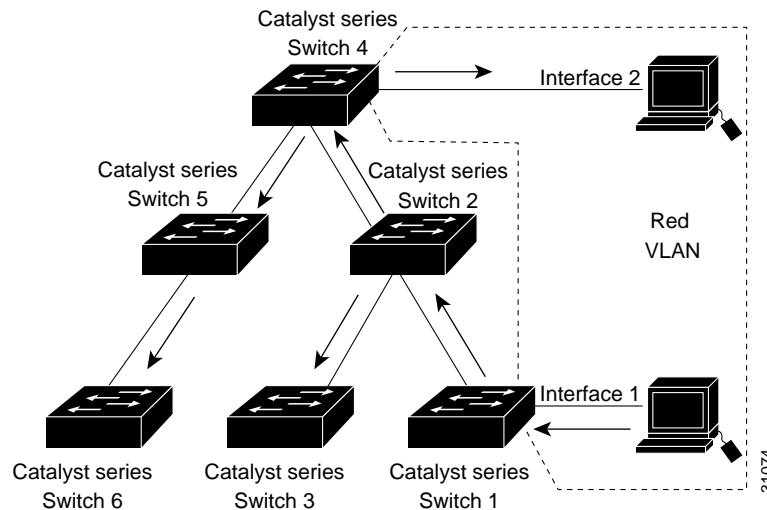 Catalyst series
Switch 4
Interface 2
Catalyst series
Switch 5
Catalyst series
Switch 2
Red
VLAN
Interface 1
Catalyst series
Switch 6
Catalyst series
Switch 3
Catalyst series
Switch 1
31074